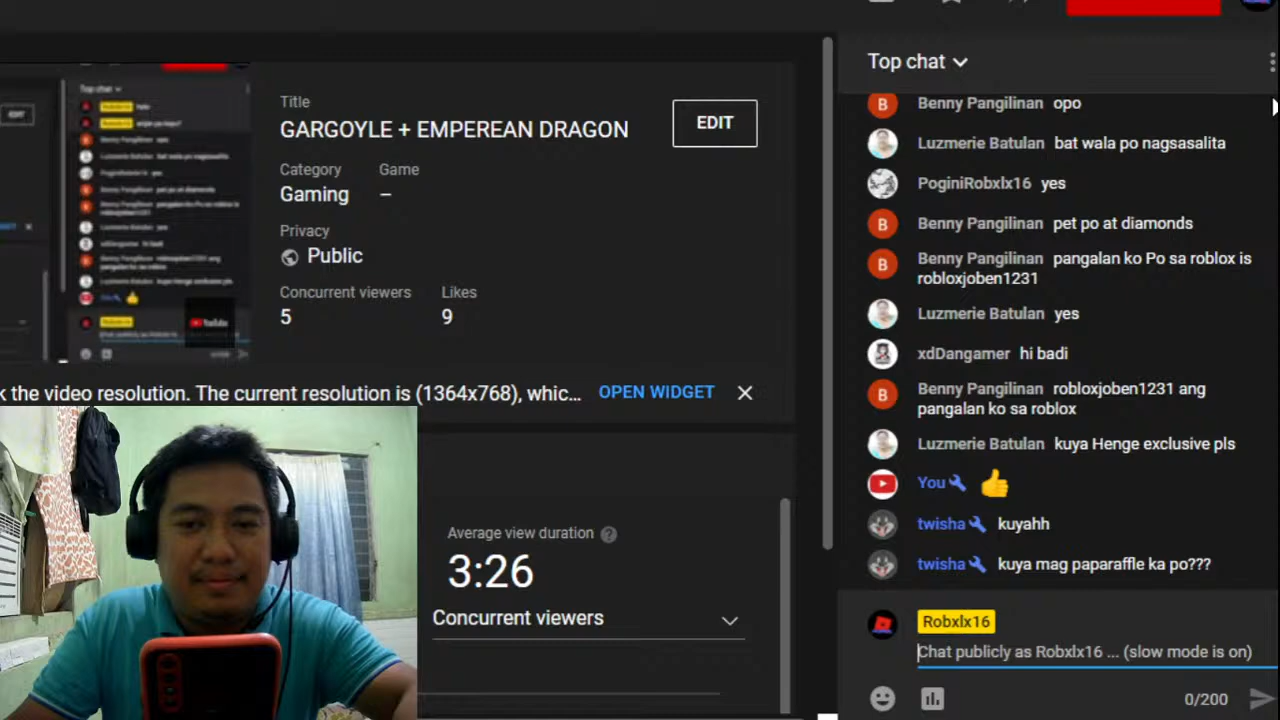 Top chat
Title
GARGOYLE + EMPEREAN DRAGON
EDIT
Category
Game
Gaming
–
Privacy
Public
Concurrent viewers
Likes
5
9
k the video resolution. The current resolution is (1364x768), whic...
OPEN WIDGET
Average view duration
3:26
Concurrent viewers
Benny Pangilinan opo
Luzmerie Batulan bat wala po nagsasalita
PoginiRobxlx16 yes
Benny Pangilinan pet po at diamonds
Benny Pangilinan pangalan ko Po sa roblox is
robloxjoben1231
Luzmerie Batulan yes
xdDangamer hi badi
Benny Pangilinan robloxjoben1231 ang
pangalan ko sa roblox
Luzmerie Batulan kuya Henge exclusive pls
You 👍
twisha kuyahh
twisha kuya mag paparaffle ka po???
Robxlx16
Chat publicly as Robxlx16 ... (slow mode is on)
0/200
Top chat
YouTube